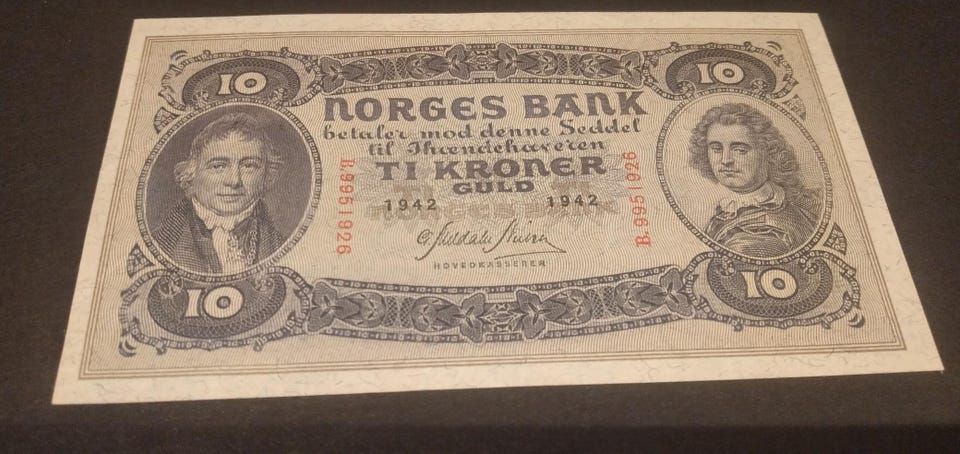 10
10
NORGES BANK
betaler mod denne Seddel
til Ihændehaveren
TI KRONER
GULD
1942
1942
B.9951926
B.9951926
HOVEDKASSERER
10
10